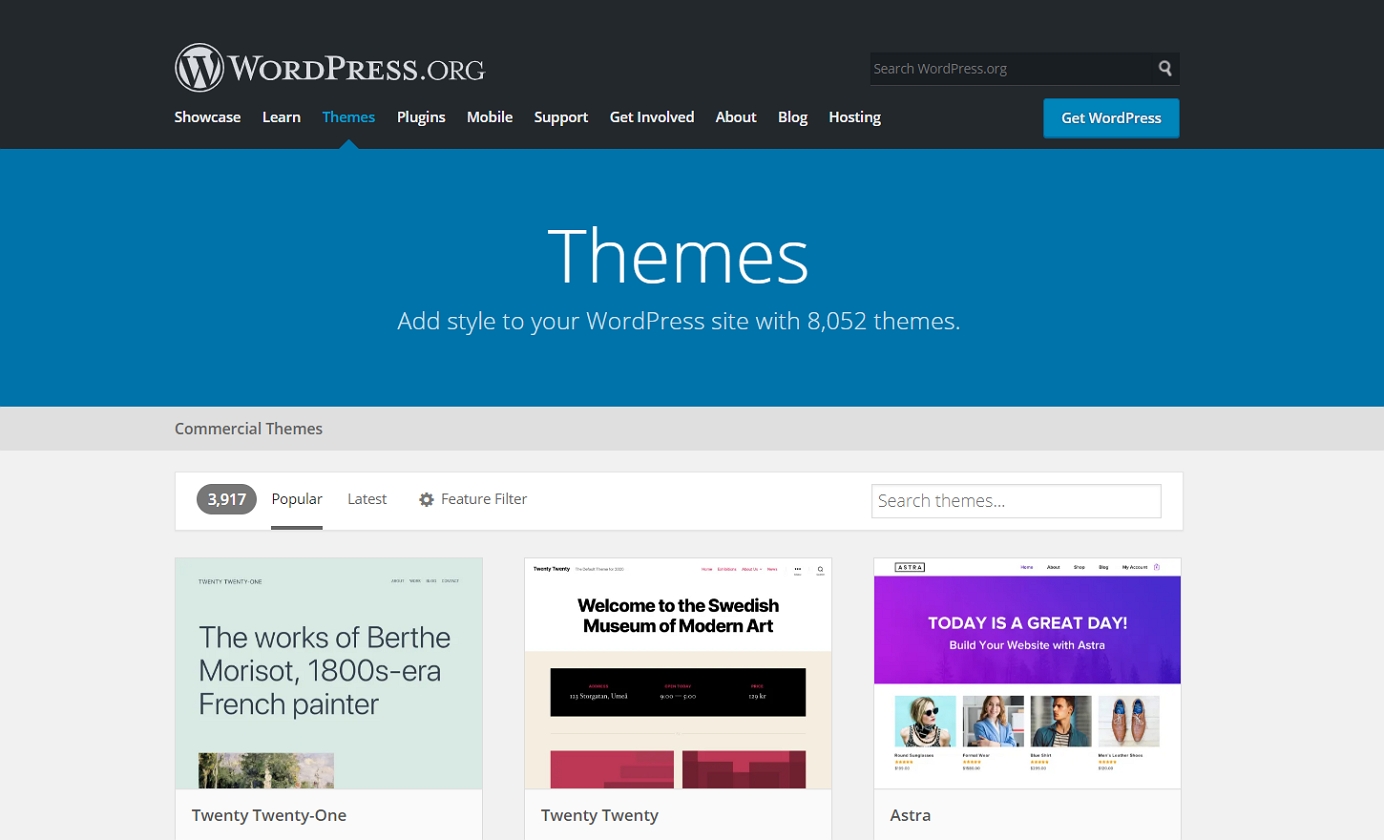 WORDPRESS.ORG
Search WordPress.org
Showcase Learn Themes Plugins Mobile Support Get Involved About Blog Hosting
Get WordPress
Themes
Add style to your WordPress site with 8,052 themes.
Commercial Themes
3,917 Popular Latest Feature Filter
Search themes...
TWENTY TWENTY-ONE
ABOUT NEWS BLOG CONTACT
The works of Berthe
Morisot, 1800s-era
French painter
Twenty Twenty-One
Twenty Twenty The Default Theme for 2020
Home Exhibitions About Us News
Welcome to the Swedish
Museum of Modern Art
ADDRESS OPEN TODAY PRICE
123 Storgatan, Umeå 9:00 — 5:00 129 kr
Twenty Twenty
ASTRA
Home About Shop Blog My Account
TODAY IS A GREAT DAY!
Build Your Website with Astra
Round Sunglasses Formal Wear Blue Shirt Men's Leather Shoes
Astra